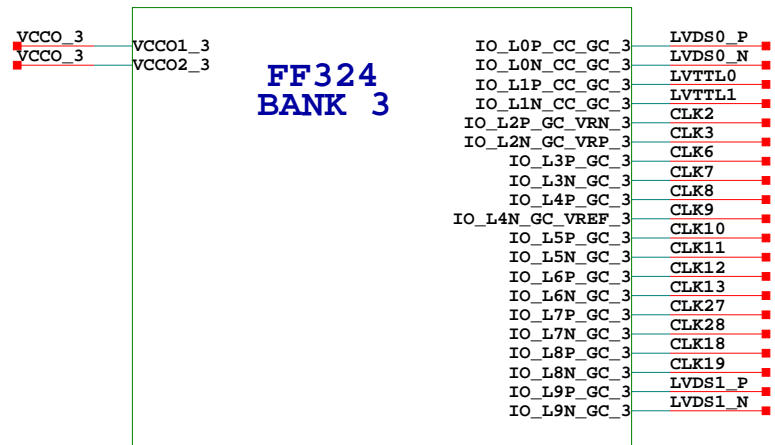 VCCO_3 VCCO1_3
VCCO_3 VCCO2_3
FF324
BANK 3
IO_L0P_CC_GC_3 LVDS0_P
IO_L0N_CC_GC_3 LVDS0_N
IO_L1P_CC_GC_3 LVTTL0
IO_L1N_CC_GC_3 LVTTL1
IO_L2P_GC_VRN_3 CLK2
IO_L2N_GC_VRP_3 CLK3
IO_L3P_GC_3 CLK6
IO_L3N_GC_3 CLK7
IO_L4P_GC_3 CLK8
IO_L4N_GC_VREF_3 CLK9
IO_L5P_GC_3 CLK10
IO_L5N_GC_3 CLK11
IO_L6P_GC_3 CLK12
IO_L6N_GC_3 CLK13
IO_L7P_GC_3 CLK27
IO_L7N_GC_3 CLK28
IO_L8P_GC_3 CLK18
IO_L8N_GC_3 CLK19
IO_L9P_GC_3 LVDS1_P
IO_L9N_GC_3 LVDS1_N